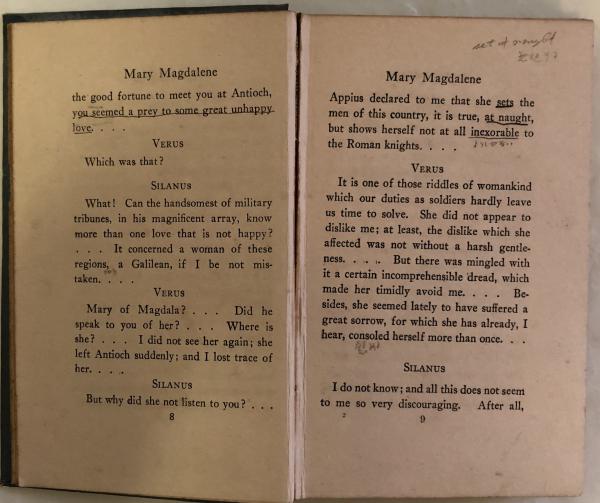 Mary Magdalene
the good fortune to meet you at Antioch,
you seemed a prey to some great unhappy
love. . . .
VERUS
Which was that?
SILANUS
What! Can the handsomest of military
tribunes, in his magnificent array, know
more than one love that is not happy?
. . . It concerned a woman of these
regions, a Galilean, if I be not mis-
taken. . . .
VERUS
Mary of Magdala? . . . Did he
speak to you of her? . . . Where is
she? . . . I did not see her again; she
left Antioch suddenly; and I lost trace of
her. . . .
SILANUS
But why did she not listen to you? . . .
8
set at naught
Mary Magdalene
Appius declared to me that she sets the
men of this country, it is true, at naught,
but shows herself not at all inexorable to
the Roman knights. . . .
VERUS
It is one of those riddles of womankind
which our duties as soldiers hardly leave
us time to solve. She did not appear to
dislike me; at least, the dislike which she
affected was not without a harsh gentle-
ness. . . . But there was mingled with
it a certain incomprehensible dread, which
made her timidly avoid me. . . . Be-
sides, she seemed lately to have suffered a
great sorrow, for which she has already, I
hear, consoled herself more than once. . .
SILANUS
I do not know; and all this does not seem
to me so very discouraging. After all,
2
9